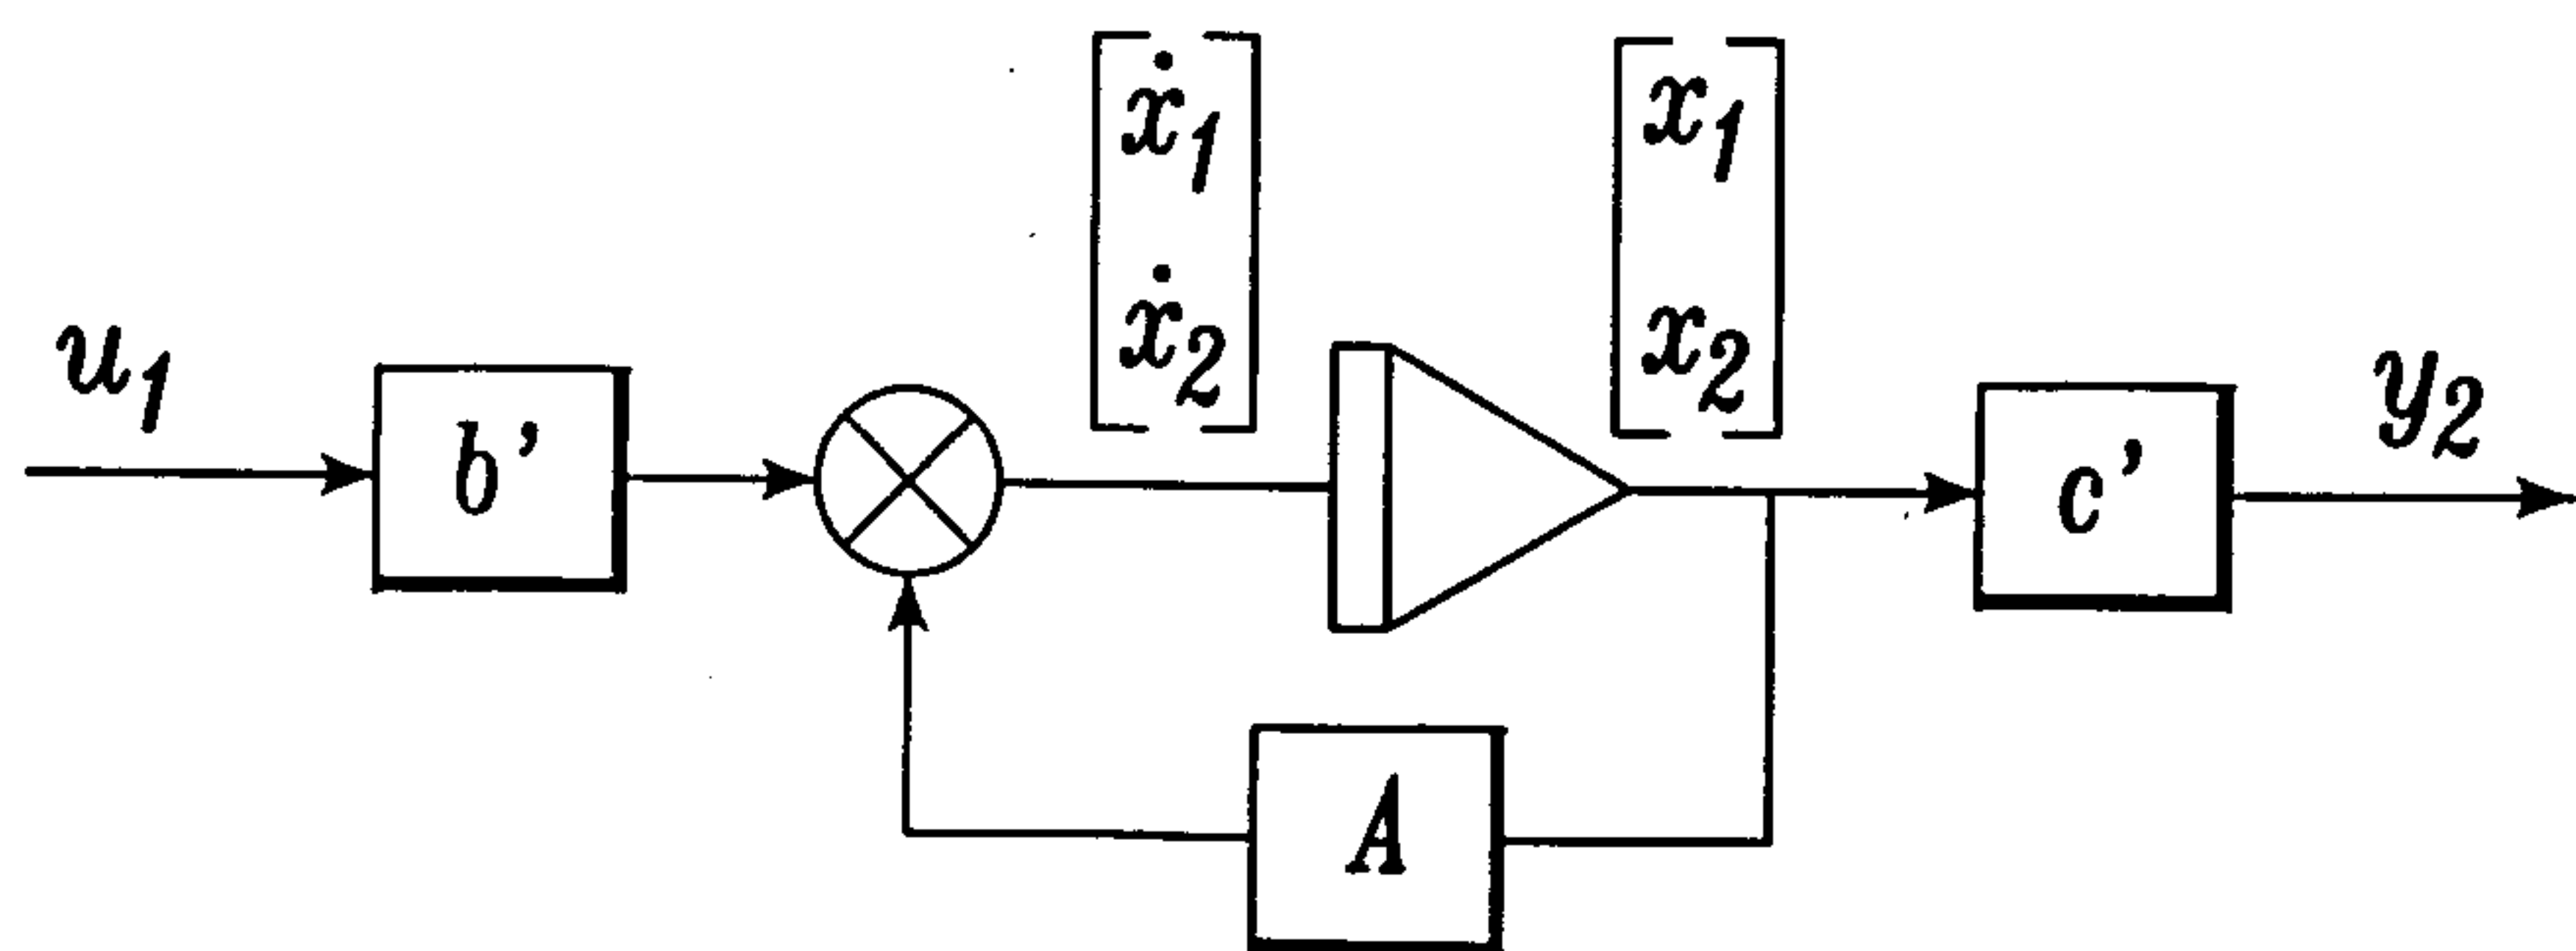 u₁
b'
ẋ₁
ẋ₂
x₁
x₂
c'
y₂
A